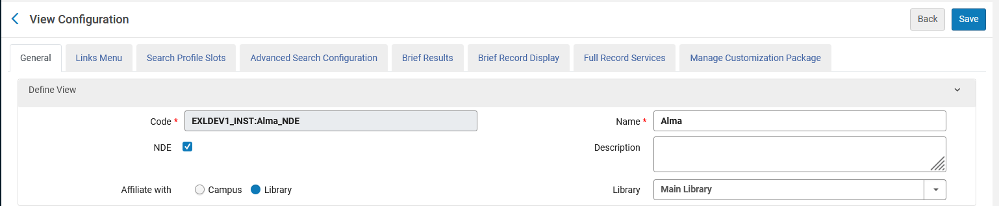 View Configuration
Back
Save
General
Links Menu
Search Profile Slots
Advanced Search Configuration
Brief Results
Brief Record Display
Full Record Services
Manage Customization Package
Define View
Code * EXLDEV1_INST:Alma_NDE
Name * Alma
NDE
Description
Affiliate with Campus Library
Library Main Library